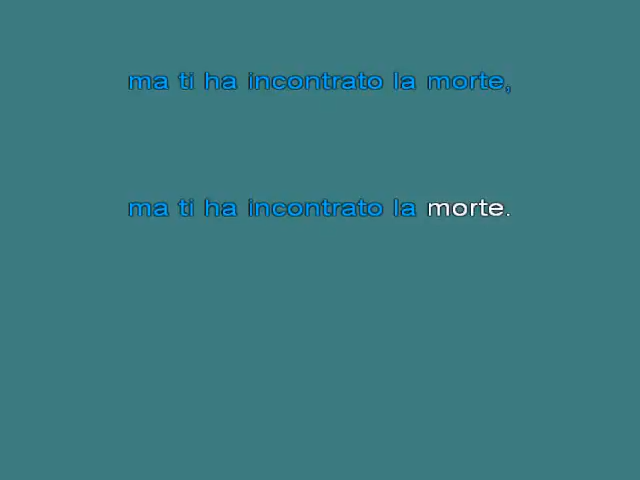 ma ti ha incontrato la morte,
ma ti ha incontrato la morte.